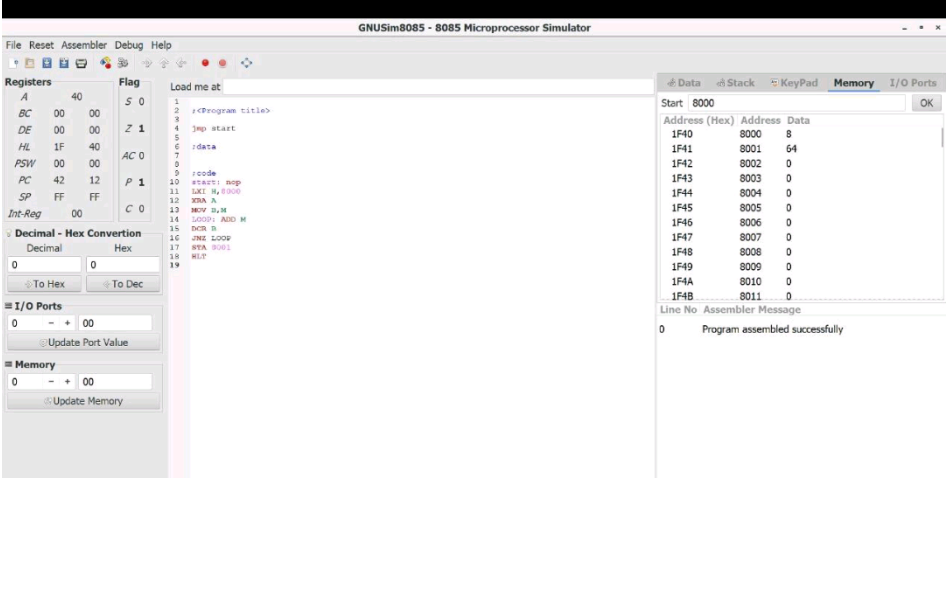 GNUSim8085 - 8085 Microprocessor Simulator
File Reset Assembler Debug Help
Registers
A 40
BC 00 00
DE 00 00
HL 1F 40
PSW 00 00
PC 42 12
SP FF FF
Int-Reg 00
Flag
S 0
Z 1
AC 0
P 1
C 0
Decimal - Hex Convertion
Decimal Hex
0 0
To Hex To Dec
I/O Ports
0 - + 00
Update Port Value
Memory
0 - + 00
Update Memory
Load me at
1
2 ;<Program title>
3
4 jmp start
5
6 ;data
7
8
9 ;code
10 start: nop
11 LXI H,8000
12 XRA A
13 MOV B,M
14 LOOP: ADD M
15 DCR B
16 JNZ LOOP
17 STA 8001
18 HLT
19
Data Stack KeyPad Memory I/O Ports
Start 8000 OK
Address (Hex) Address Data
1F40 8000 8
1F41 8001 64
1F42 8002 0
1F43 8003 0
1F44 8004 0
1F45 8005 0
1F46 8006 0
1F47 8007 0
1F48 8008 0
1F49 8009 0
1F4A 8010 0
1F4B 8011 0
Line No Assembler Message
0 Program assembled successfully